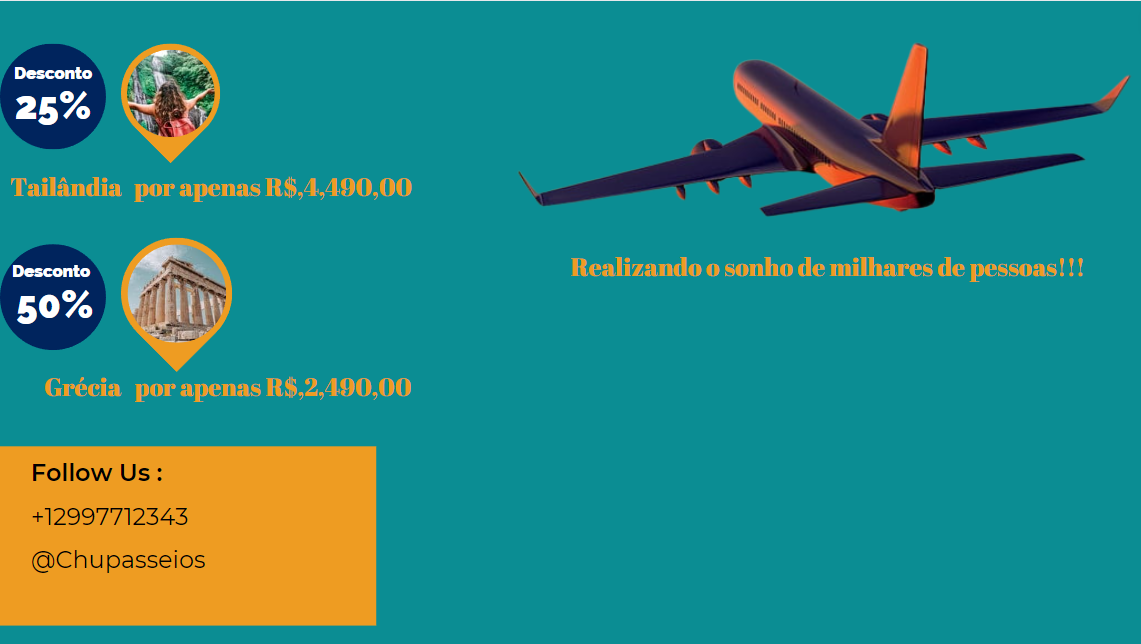 Desconto
25%
Tailândia por apenas R$,4,490,00
Realizando o sonho de milhares de pessoas!!!
Desconto
50%
Grécia por apenas R$,2,490,00
Follow Us :
+12997712343
@Chupasseios